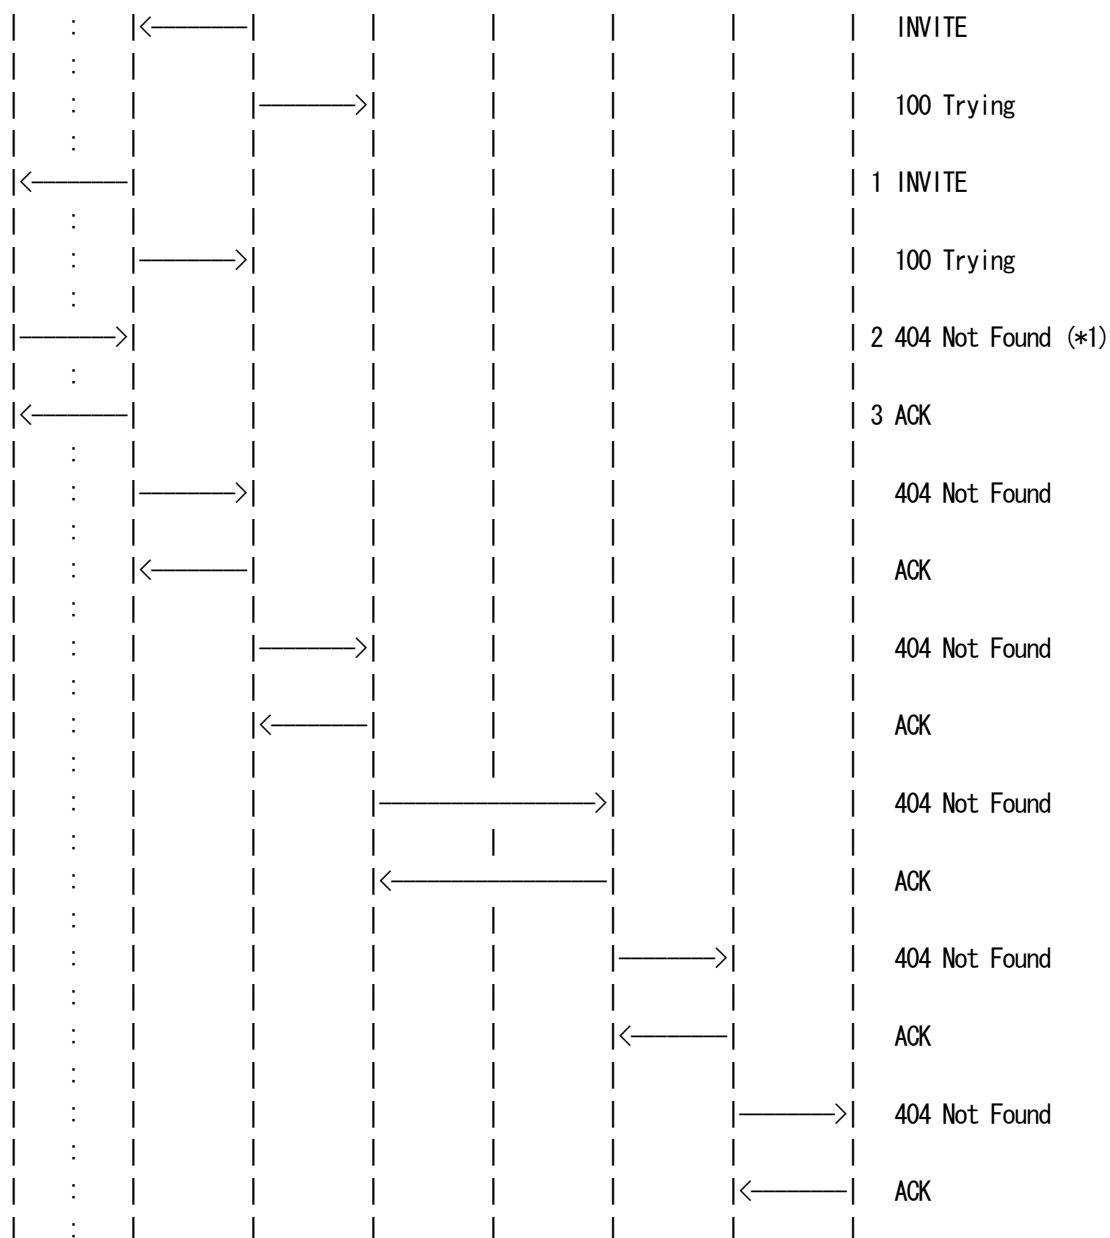 INVITE
100 Trying
1 INVITE
100 Trying
2 404 Not Found (*1)
3 ACK
404 Not Found
ACK
404 Not Found
ACK
404 Not Found
ACK
404 Not Found
ACK
404 Not Found
ACK